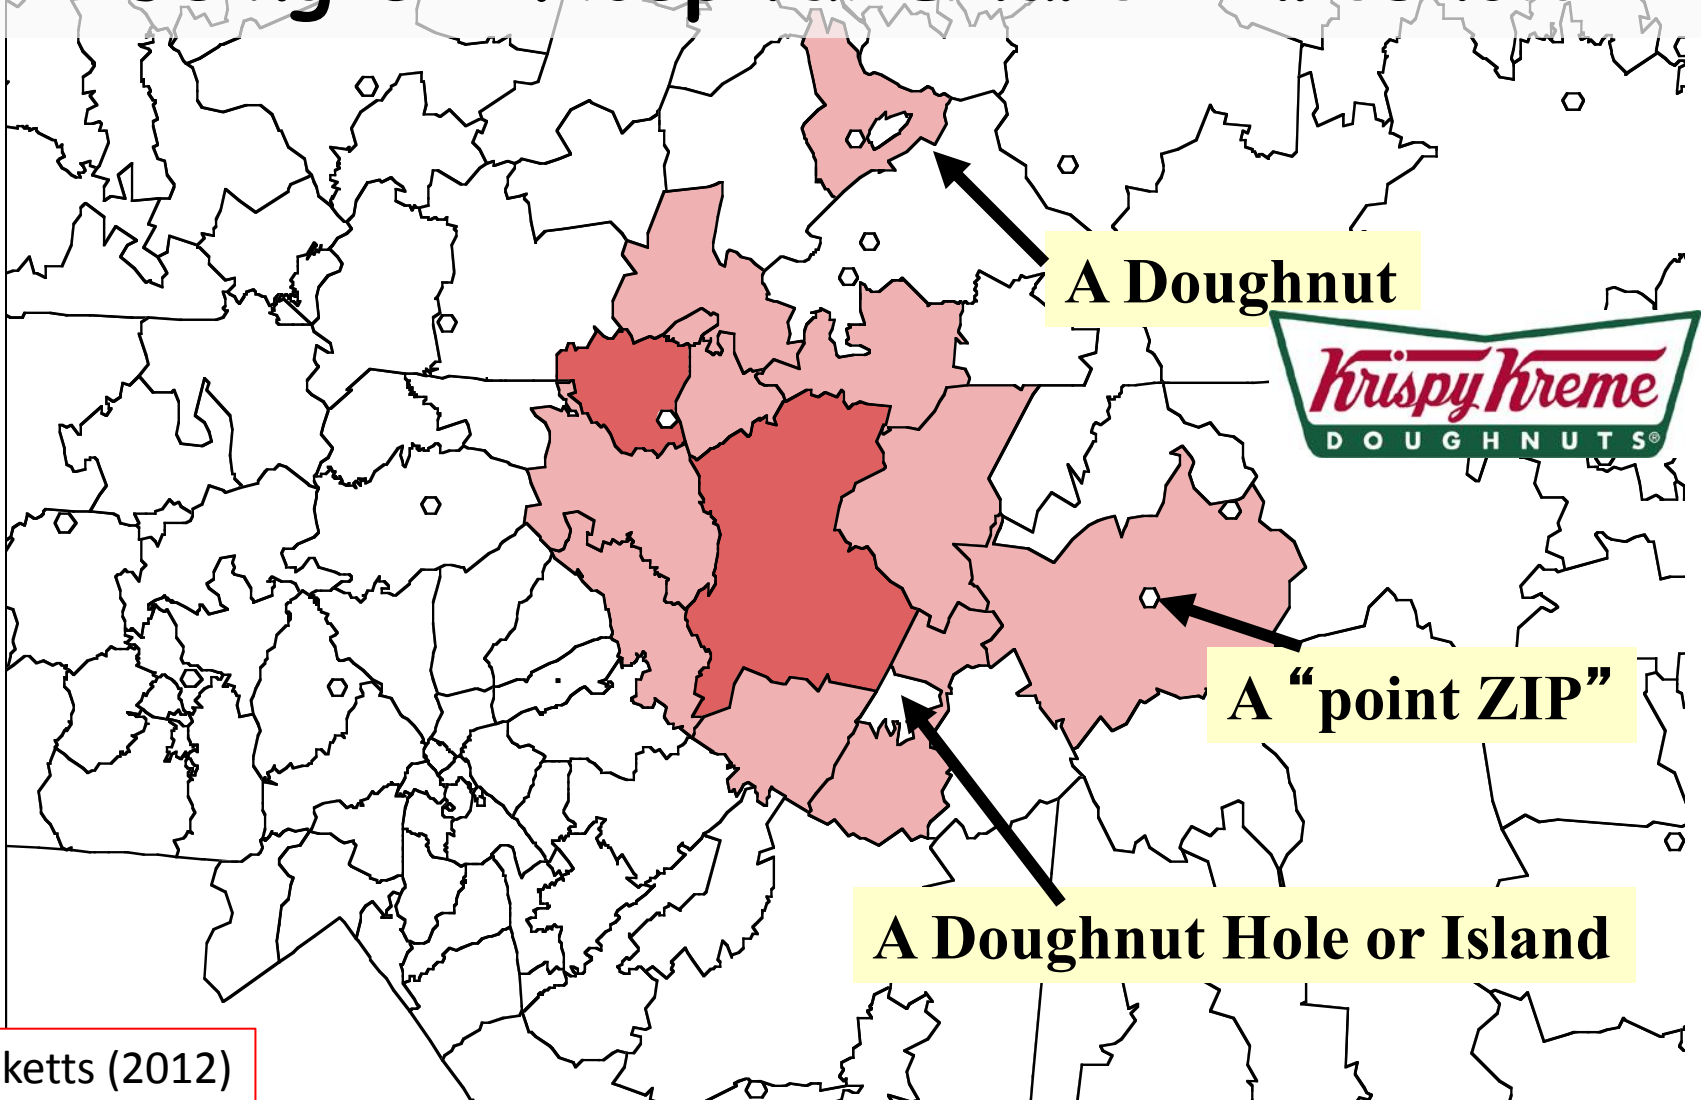 A Doughnut
Krispy Kreme
DOUGHNUTS®
A “point ZIP”
A Doughnut Hole or Island
ketts (2012)